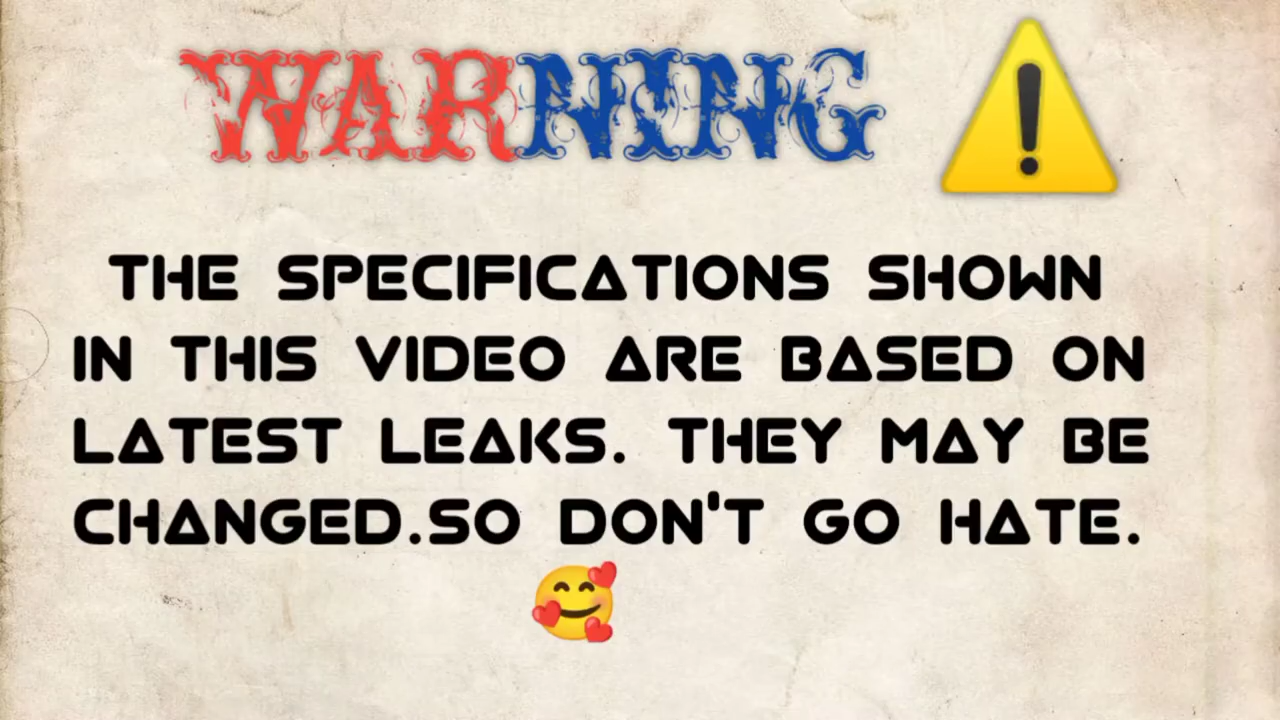 WARNING ⚠️
THE SPECIFICATIONS SHOWN
IN THIS VIDEO ARE BASED ON
LATEST LEAKS. THEY MAY BE
CHANGED.SO DON'T GO HATE.
🥰